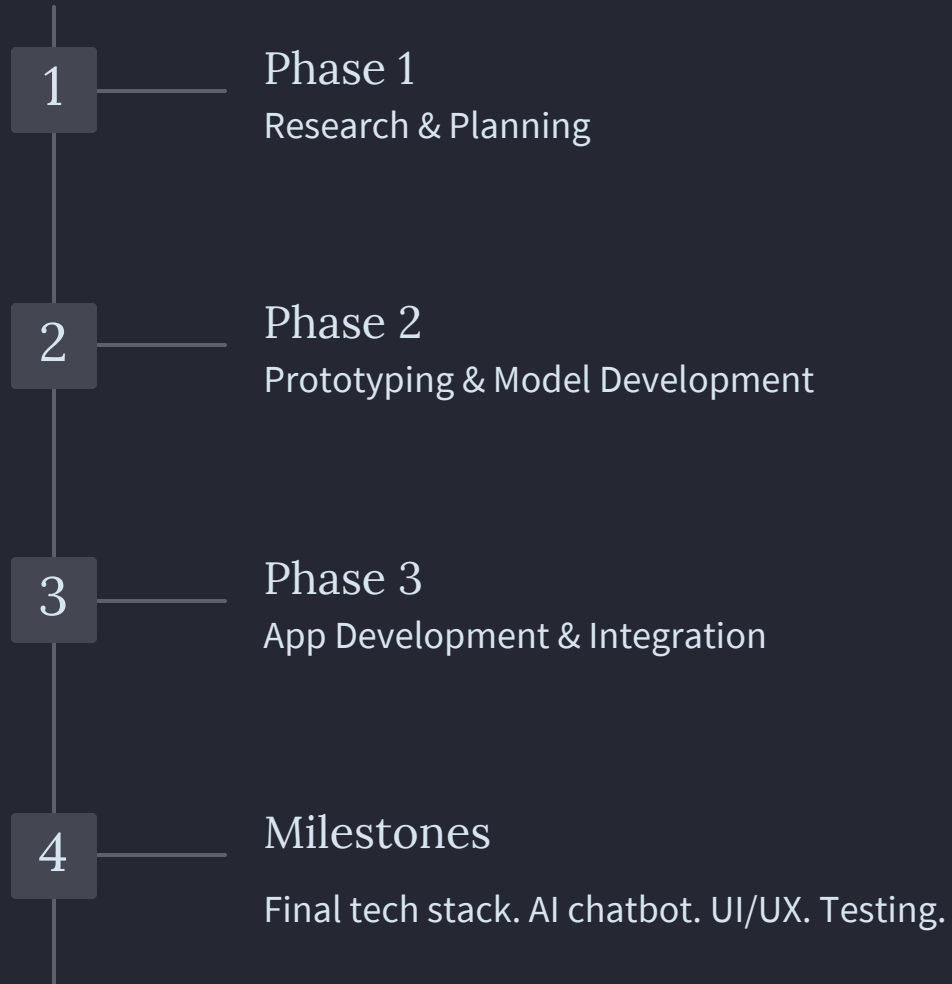 1
Phase 1
Research & Planning
2
Phase 2
Prototyping & Model Development
3
Phase 3
App Development & Integration
4
Milestones
Final tech stack. AI chatbot. UI/UX. Testing.